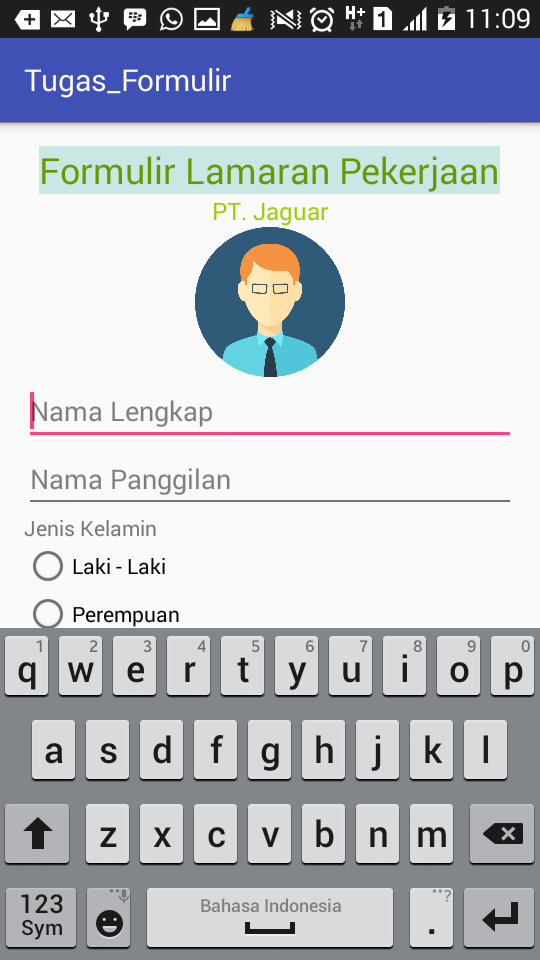 H+ 1 11:09
Tugas_Formulir
Formulir Lamaran Pekerjaan
PT. Jaguar
Nama Lengkap
Nama Panggilan
Jenis Kelamin
Laki - Laki
Perempuan
1 2 3 4 5 6 7 8 9 0
q w e r t y u i o p
a s d f g h j k l
z x c v b n m
123 Sym Bahasa Indonesia . ?